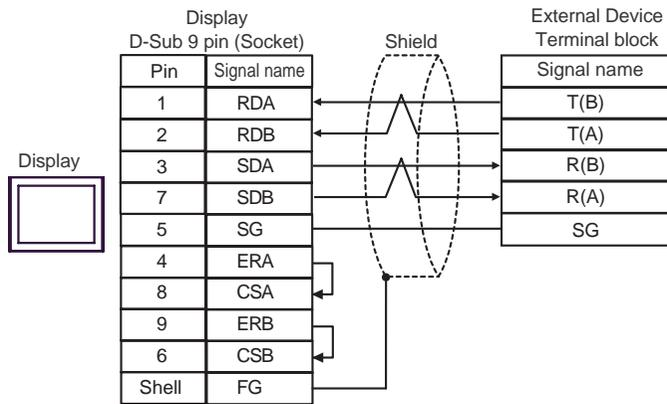 Display
D-Sub 9 pin (Socket)
Shield
External Device
Terminal block
Pin Signal name
Signal name
1 RDA
T(B)
2 RDB
T(A)
Display
3 SDA
R(B)
7 SDB
R(A)
5 SG
SG
4 ERA
8 CSA
9 ERB
6 CSB
Shell FG